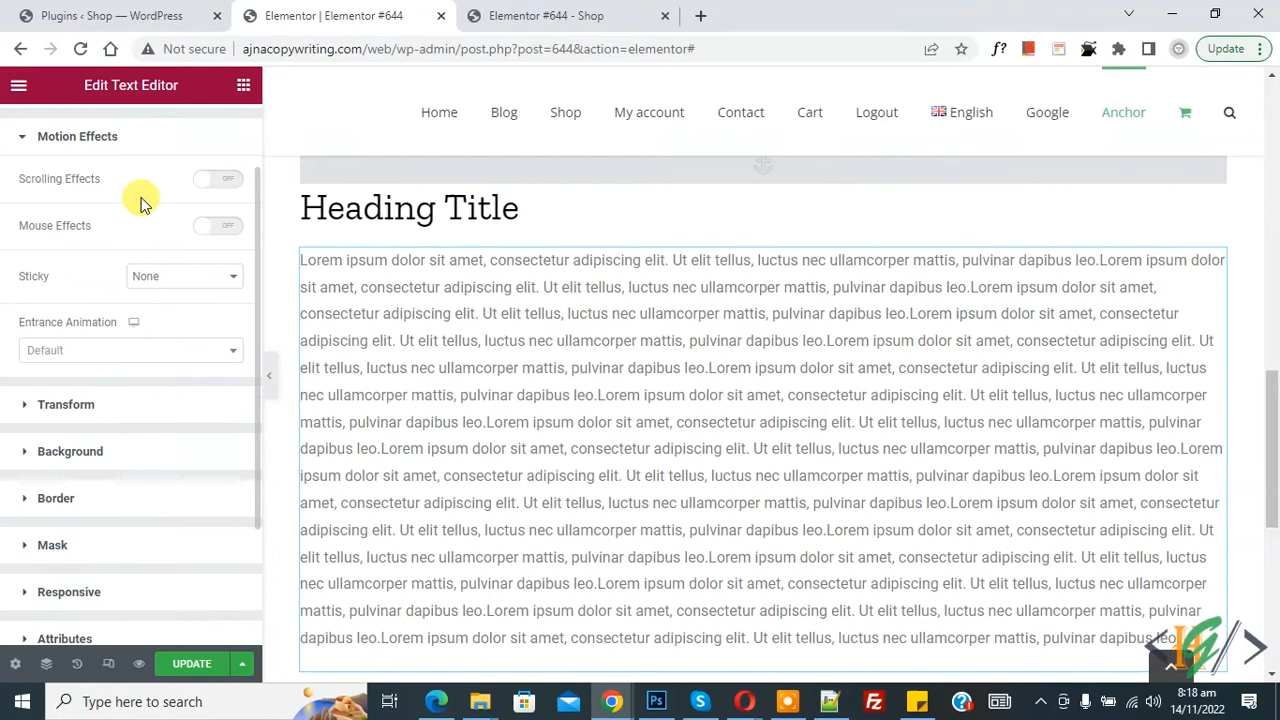 Plugins ‹ Shop — WordPress
Elementor | Elementor #644
Elementor #644 - Shop
Not secure
ajnacopywriting.com/web/wp-admin/post.php?post=644&action=elementor#
f?
Update
Edit Text Editor
Home
Blog
Shop
My account
Contact
Cart
Logout
English
Google
Anchor
Motion Effects
Scrolling Effects
OFF
Mouse Effects
OFF
Sticky
None
Entrance Animation
Default
Transform
Background
Border
Mask
Responsive
Attributes
UPDATE
Heading Title
Lorem ipsum dolor sit amet, consectetur adipiscing elit. Ut elit tellus, luctus nec ullamcorper mattis, pulvinar dapibus leo.Lorem ipsum dolor
sit amet, consectetur adipiscing elit. Ut elit tellus, luctus nec ullamcorper mattis, pulvinar dapibus leo.Lorem ipsum dolor sit amet,
consectetur adipiscing elit. Ut elit tellus, luctus nec ullamcorper mattis, pulvinar dapibus leo.Lorem ipsum dolor sit amet, consectetur
adipiscing elit. Ut elit tellus, luctus nec ullamcorper mattis, pulvinar dapibus leo.Lorem ipsum dolor sit amet, consectetur adipiscing elit. Ut
elit tellus, luctus nec ullamcorper mattis, pulvinar dapibus leo.Lorem ipsum dolor sit amet, consectetur adipiscing elit. Ut elit tellus, luctus
nec ullamcorper mattis, pulvinar dapibus leo.Lorem ipsum dolor sit amet, consectetur adipiscing elit. Ut elit tellus, luctus nec ullamcorper
mattis, pulvinar dapibus leo.Lorem ipsum dolor sit amet, consectetur adipiscing elit. Ut elit tellus, luctus nec ullamcorper mattis, pulvinar
dapibus leo.Lorem ipsum dolor sit amet, consectetur adipiscing elit. Ut elit tellus, luctus nec ullamcorper mattis, pulvinar dapibus leo.Lorem
ipsum dolor sit amet, consectetur adipiscing elit. Ut elit tellus, luctus nec ullamcorper mattis, pulvinar dapibus leo.Lorem ipsum dolor sit
amet, consectetur adipiscing elit. Ut elit tellus, luctus nec ullamcorper mattis, pulvinar dapibus leo.Lorem ipsum dolor sit amet, consectetur
adipiscing elit. Ut elit tellus, luctus nec ullamcorper mattis, pulvinar dapibus leo.Lorem ipsum dolor sit amet, consectetur adipiscing elit. Ut
elit tellus, luctus nec ullamcorper mattis, pulvinar dapibus leo.Lorem ipsum dolor sit amet, consectetur adipiscing elit. Ut elit tellus, luctus
nec ullamcorper mattis, pulvinar dapibus leo.Lorem ipsum dolor sit amet, consectetur adipiscing elit. Ut elit tellus, luctus nec ullamcorper
mattis, pulvinar dapibus leo.Lorem ipsum dolor sit amet, consectetur adipiscing elit. Ut elit tellus, luctus nec ullamcorper mattis, pulvinar
dapibus leo.Lorem ipsum dolor sit amet, consectetur adipiscing elit. Ut elit tellus, luctus nec ullamcorper mattis, pulvinar dapibus leo
Type here to search
8:18 am
14/11/2022